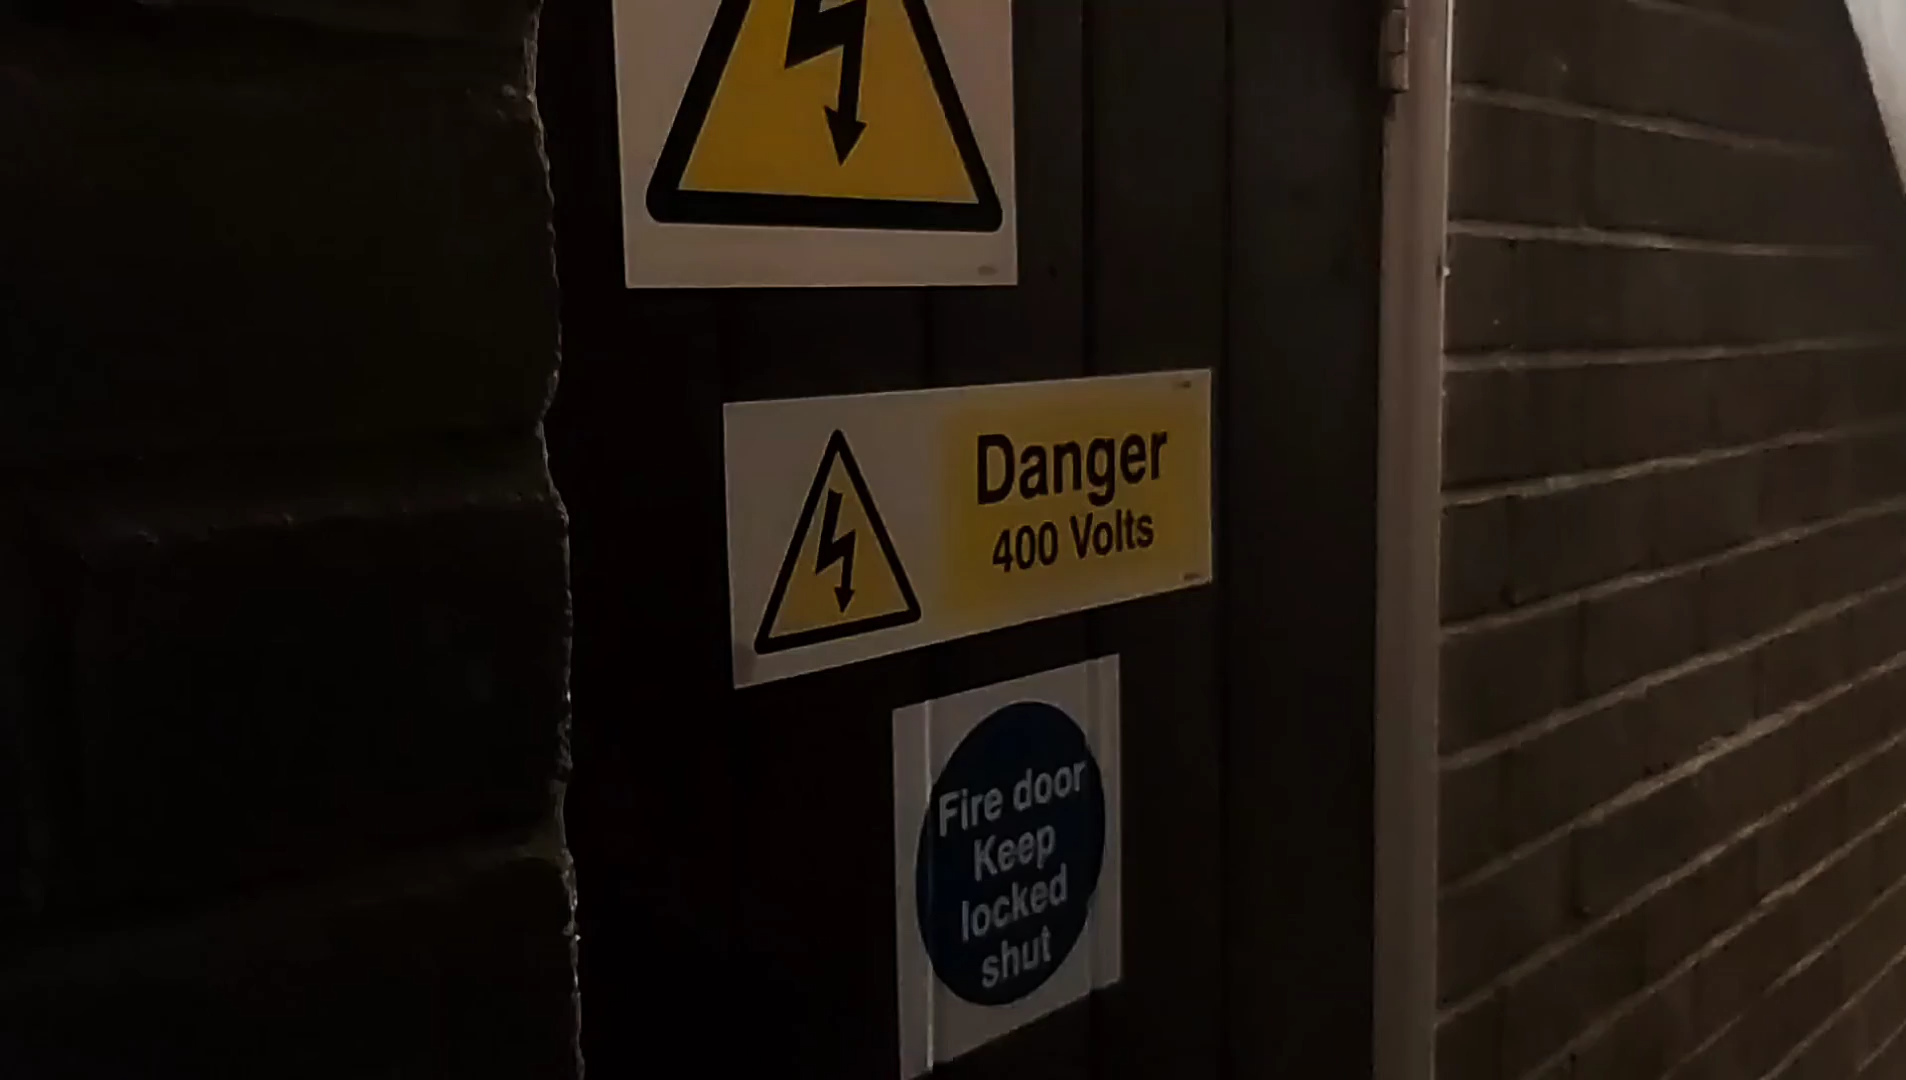 Danger
400 Volts
Fire door
Keep
locked
shut